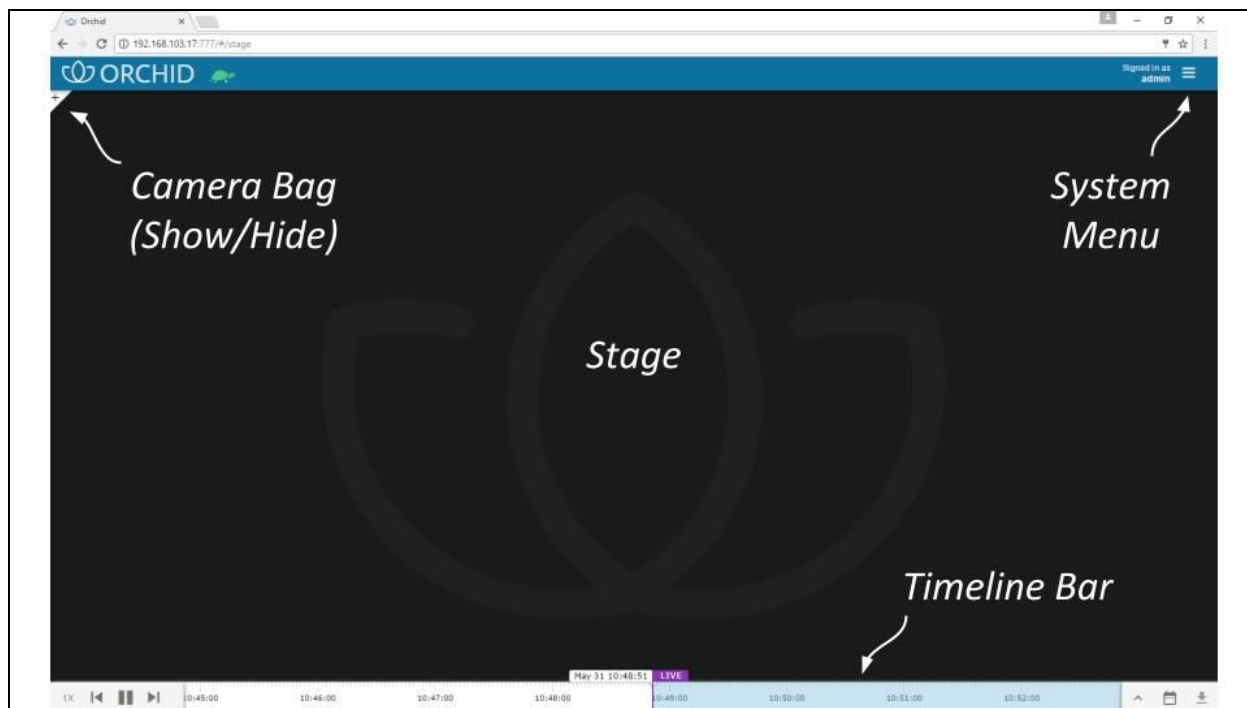 Orchid
192.168.103.17:777/#/stage
ORCHID
Signed in as
admin
+
Camera Bag
(Show/Hide)
System
Menu
Stage
Timeline Bar
May 31 10:48:51 LIVE
1X 10:45:00 10:46:00 10:47:00 10:48:00 10:49:00 10:50:00 10:51:00 10:52:00